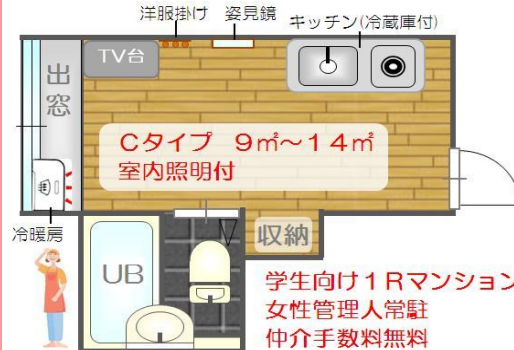 洋服掛け 姿見鏡 キッチン(冷蔵庫付)
TV台
出窓
Cタイプ 9㎡～14㎡
室内照明付
冷暖房
UB
収納
学生向け1Rマンション
女性管理人常駐
仲介手数料無料